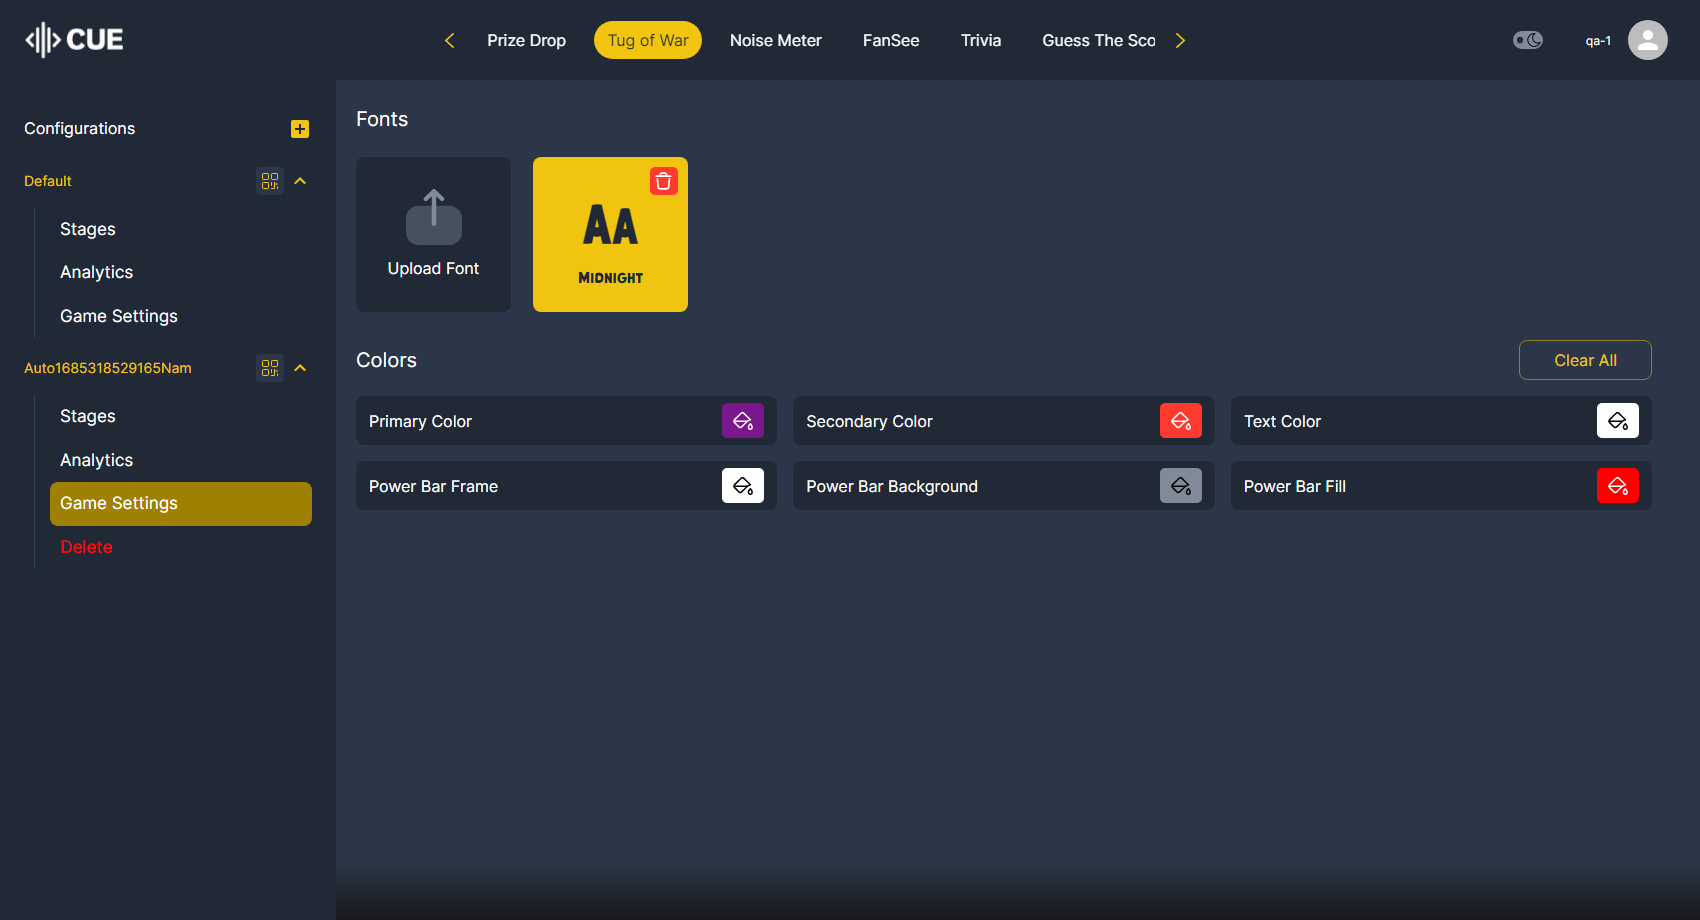 CUE
Prize Drop
Tug of War
Noise Meter
FanSee
Trivia
Guess The Sco
qa-1
Configurations
Default
Stages
Analytics
Game Settings
Auto1685318529165Nam
Stages
Analytics
Game Settings
Delete
Fonts
Upload Font
AA
MIDNIGHT
Colors
Clear All
Primary Color
Secondary Color
Text Color
Power Bar Frame
Power Bar Background
Power Bar Fill